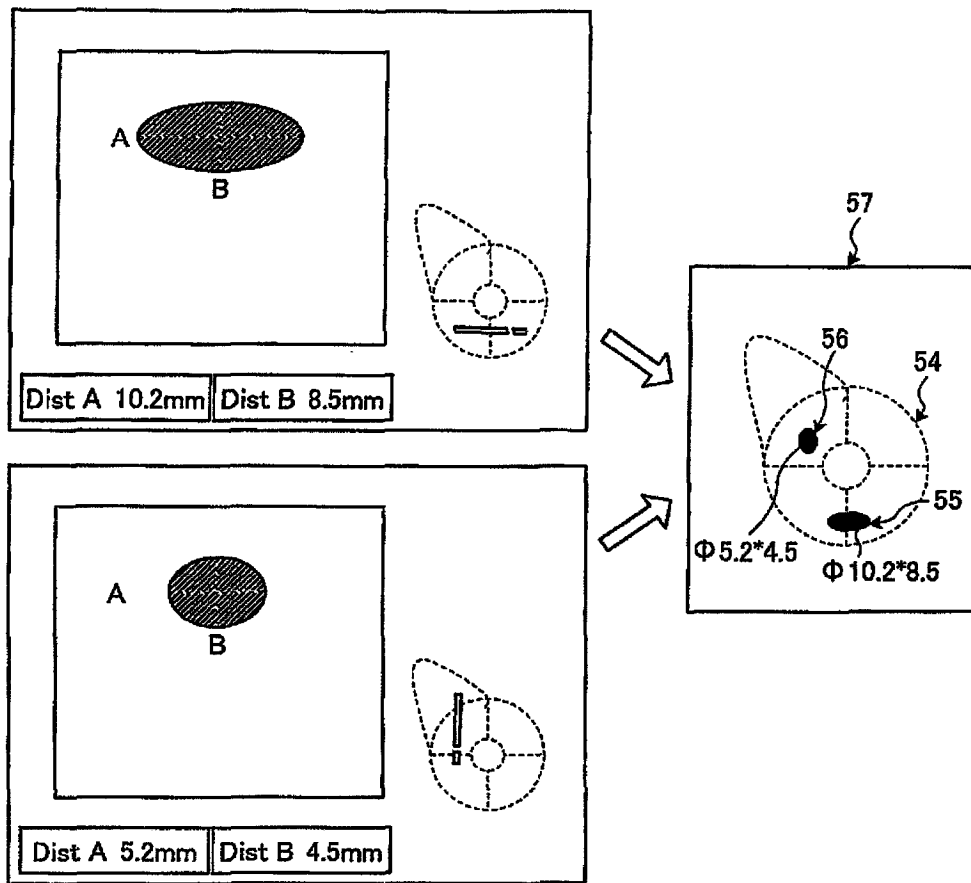 A
B
Dist A 10.2mm
Dist B 8.5mm
A
B
Dist A 5.2mm
Dist B 4.5mm
57
56
54
55
Φ5.2*4.5
Φ10.2*8.5